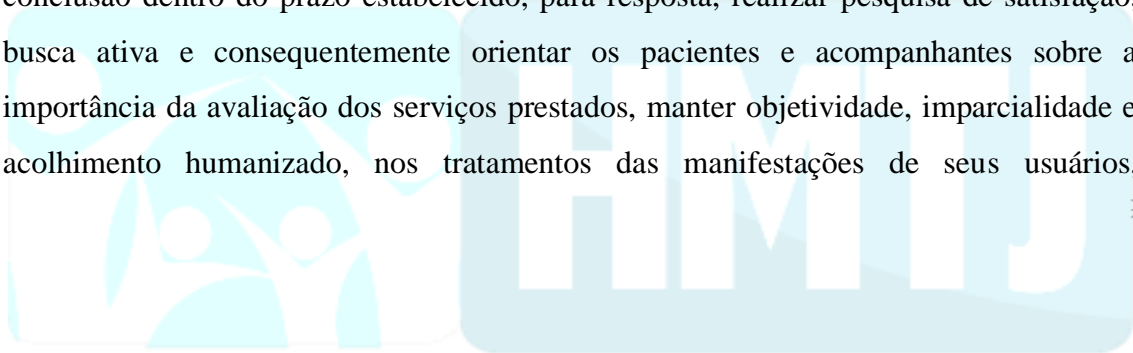 conclusão dentro do prazo estabelecido, para resposta, realizar pesquisa de satisfação,
busca ativa e consequentemente orientar os pacientes e acompanhantes sobre a
importância da avaliação dos serviços prestados, manter objetividade, imparcialidade e
acolhimento humanizado, nos tratamentos das manifestações de seus usuários.
HMTJ